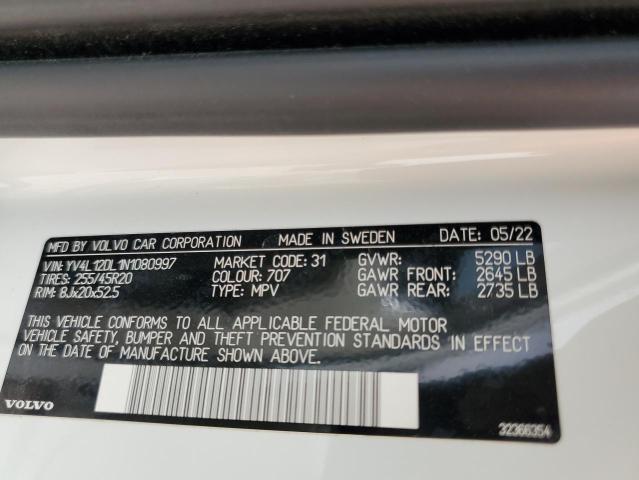 MFD BY VOLVO CAR CORPORATION MADE IN SWEDEN DATE: 05/22
VIN: YV4L12DL1N1080997 MARKET CODE: 31 GVWR: 5290 LB
TIRES: 255/45R20 COLOUR: 707 GAWR FRONT: 2645 LB
RIM: 8Jx20x52.5 TYPE: MPV GAWR REAR: 2735 LB
THIS VEHICLE CONFORMS TO ALL APPLICABLE FEDERAL MOTOR
VEHICLE SAFETY, BUMPER AND THEFT PREVENTION STANDARDS IN EFFECT
ON THE DATE OF MANUFACTURE SHOWN ABOVE.
VOLVO 32366354